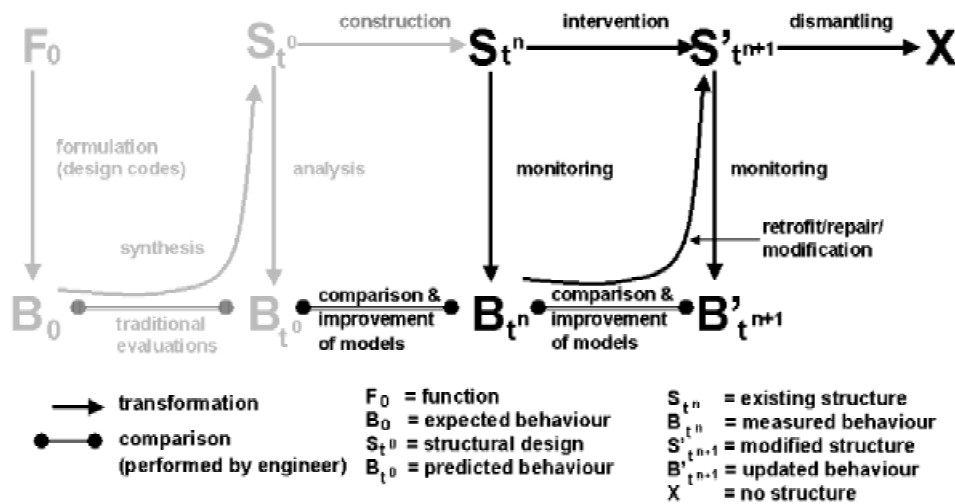 construction intervention dismantling
F₀ Sₜ⁰ Sₜⁿ S'ₜⁿ⁺¹ X
formulation
(design codes)
analysis
monitoring
monitoring
synthesis
retrofit/repair/
modification
B₀ Bₜ⁰ Bₜⁿ B'ₜⁿ⁺¹
traditional
evaluations
comparison &
improvement
of models
comparison &
improvement
of models
transformation
comparison
(performed by engineer)
F₀ = function
B₀ = expected behaviour
Sₜ⁰ = structural design
Bₜ⁰ = predicted behaviour
Sₜⁿ = existing structure
Bₜⁿ = measured behaviour
S'ₜⁿ⁺¹ = modified structure
B'ₜⁿ⁺¹ = updated behaviour
X = no structure